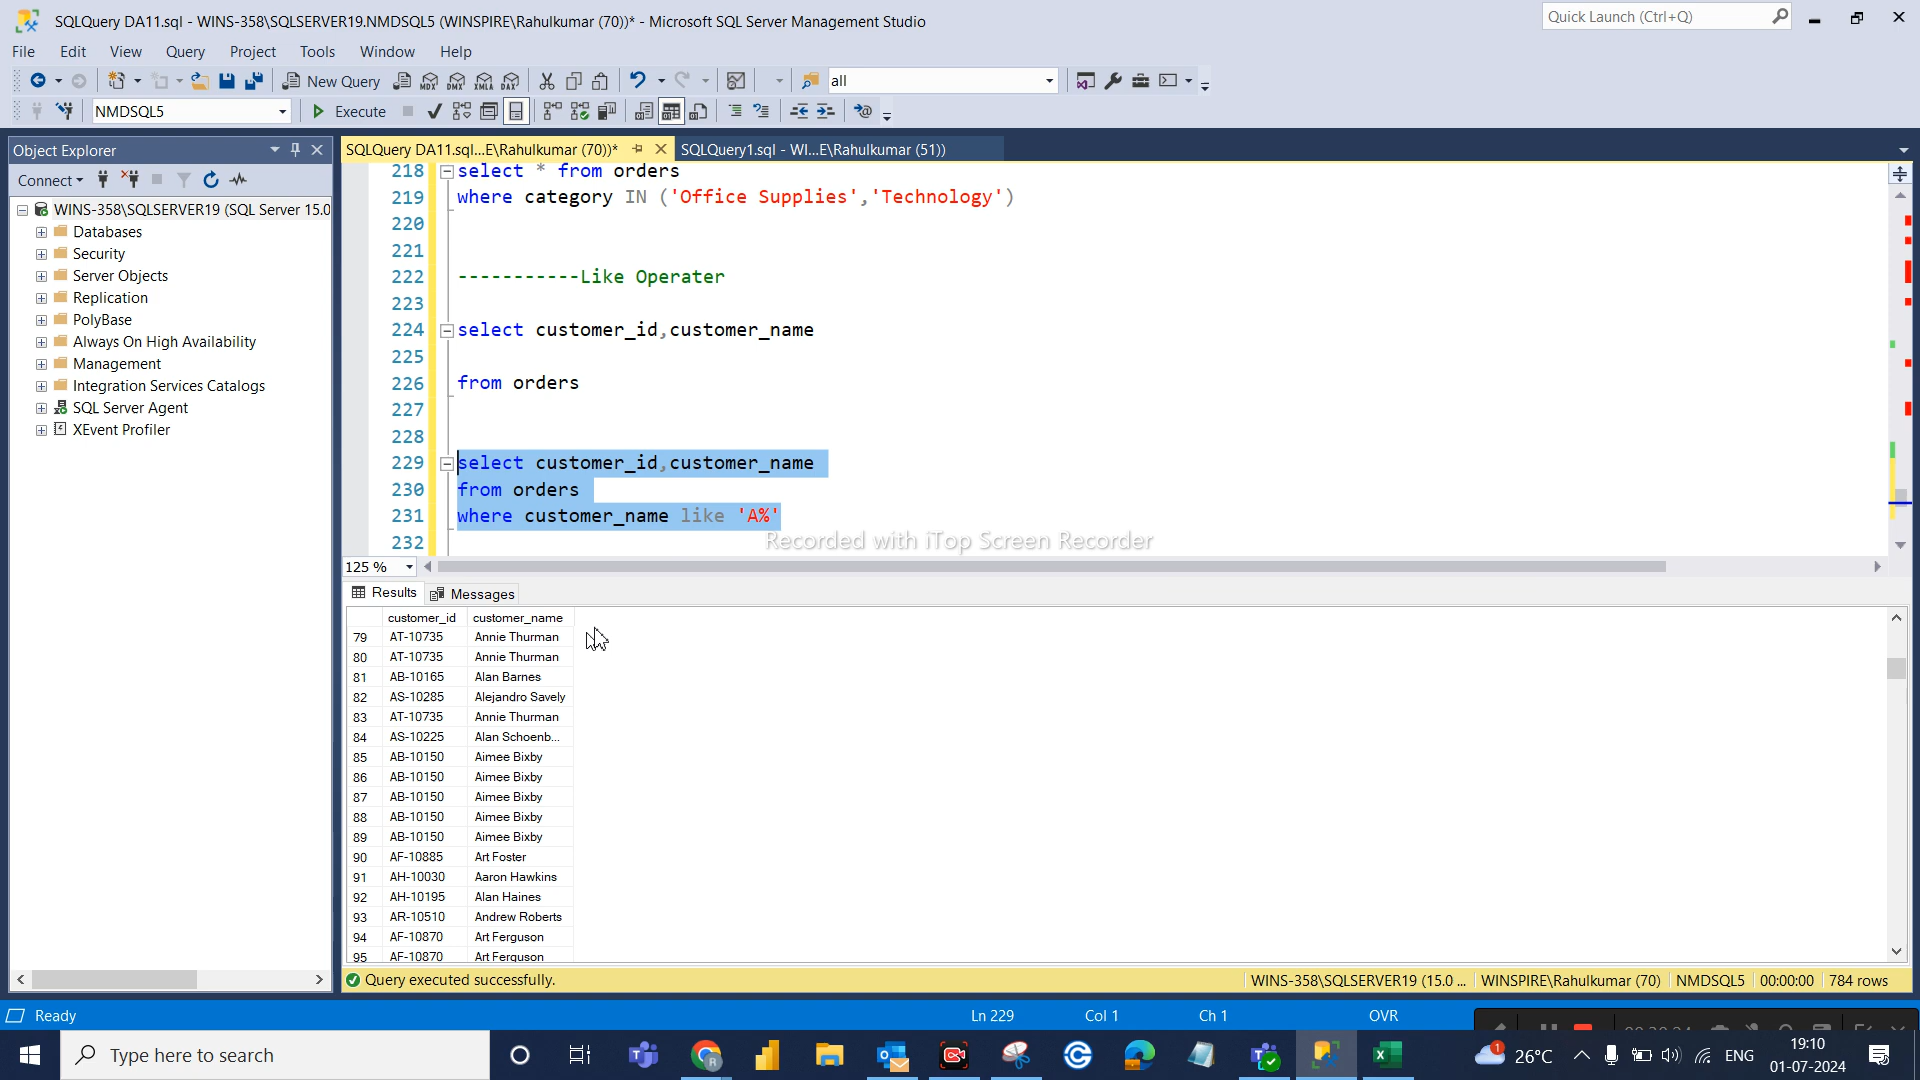 SQLQuery DA11.sql - WINS-358\SQLSERVER19.NMDSQL5 (WINSPIRE\Rahulkumar (70))* - Microsoft SQL Server Management Studio
Quick Launch (Ctrl+Q)
File Edit View Query Project Tools Window Help
New Query
MDX DMX XMLA DAX
all
NMDSQL5
Execute
Object Explorer
SQLQuery DA11.sql...E\Rahulkumar (70))*
SQLQuery1.sql - WI...E\Rahulkumar (51))
Connect
WINS-358\SQLSERVER19 (SQL Server 15.0
Databases
Security
Server Objects
Replication
PolyBase
Always On High Availability
Management
Integration Services Catalogs
SQL Server Agent
XEvent Profiler
218 select * from orders
219 where category IN ('Office Supplies','Technology')
220
221
222 -----------Like Operater
223
224 select customer_id,customer_name
225
226 from orders
227
228
229 select customer_id,customer_name
230 from orders
231 where customer_name like 'A%'
232
Recorded with iTop Screen Recorder
125 %
Results Messages
customer_id customer_name
79 AT-10735 Annie Thurman
80 AT-10735 Annie Thurman
81 AB-10165 Alan Barnes
82 AS-10285 Alejandro Savely
83 AT-10735 Annie Thurman
84 AS-10225 Alan Schoenb...
85 AB-10150 Aimee Bixby
86 AB-10150 Aimee Bixby
87 AB-10150 Aimee Bixby
88 AB-10150 Aimee Bixby
89 AB-10150 Aimee Bixby
90 AF-10885 Art Foster
91 AH-10030 Aaron Hawkins
92 AH-10195 Alan Haines
93 AR-10510 Andrew Roberts
94 AF-10870 Art Ferguson
95 AF-10870 Art Ferguson
Query executed successfully.
WINS-358\SQLSERVER19 (15.0 ... WINSPIRE\Rahulkumar (70) NMDSQL5 00:00:00 784 rows
Ready
Ln 229 Col 1 Ch 1 OVR
Type here to search
1
26°C
ENG
19:10
01-07-2024